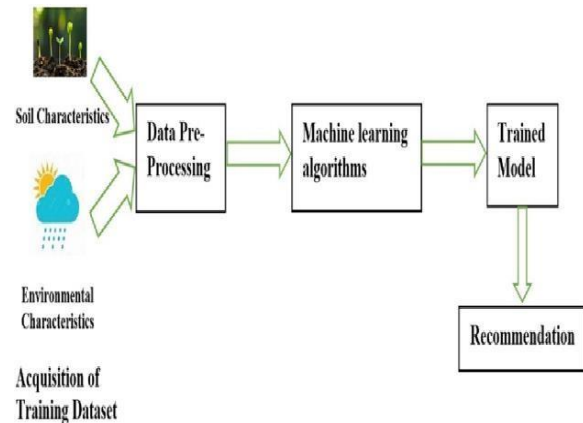 Soil Characteristics
Data Pre-
Processing
Machine learning
algorithms
Trained
Model
Environmental
Characteristics
Recommendation
Acquisition of
Training Dataset